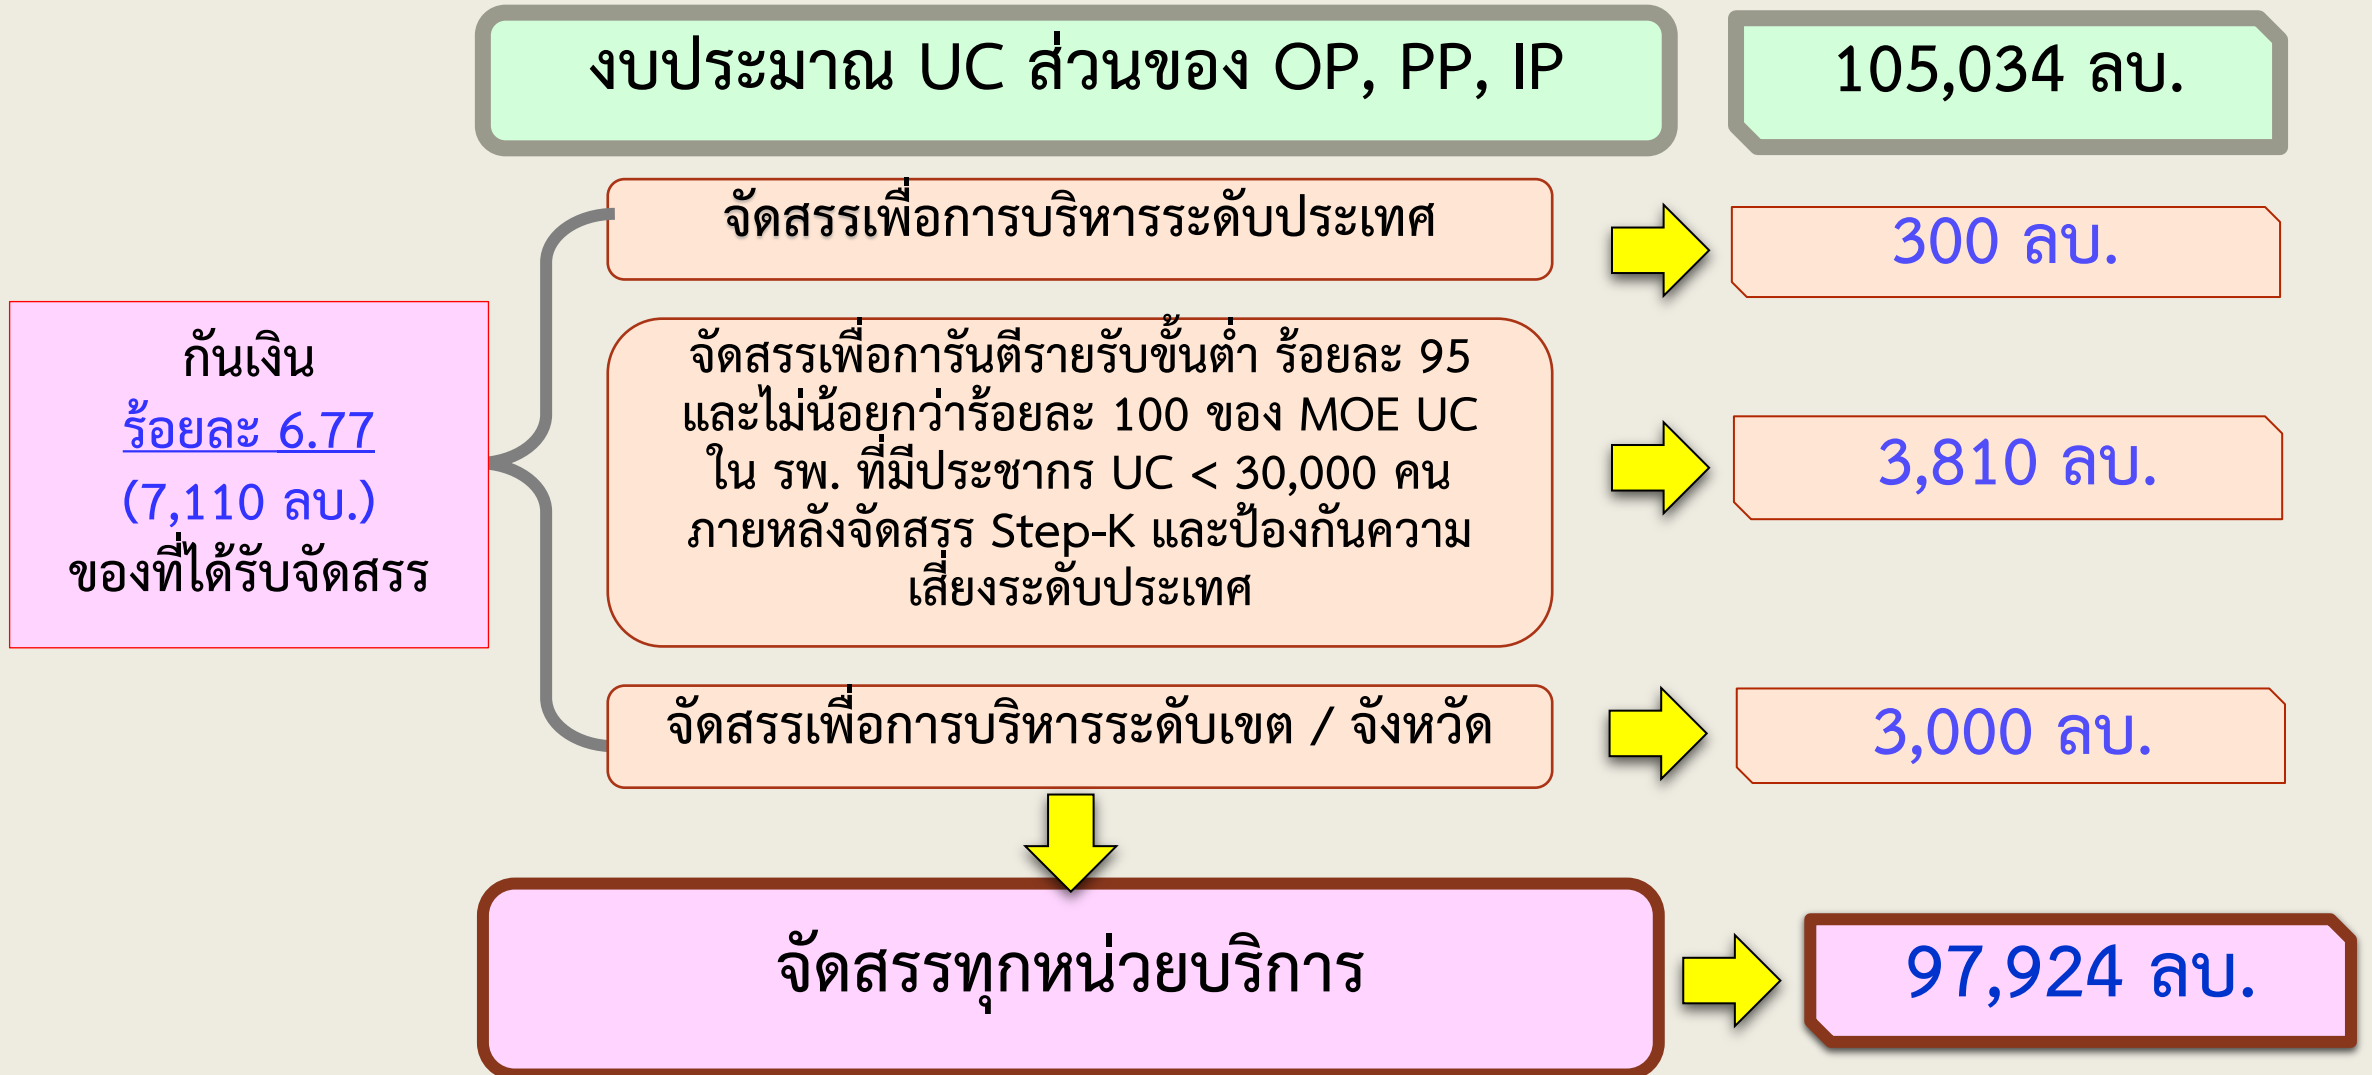 งบประมาณ UC ส่วนของ OP, PP, IP
105,034 ลบ.
จัดสรรเพื่อการบริหารระดับประเทศ
300 ลบ.
กันเงิน
ร้อยละ 6.77
(7,110 ลบ.)
ของที่ได้รับจัดสรร
จัดสรรเพื่อการันตีรายรับขั้นต่ำ ร้อยละ 95
และไม่น้อยกว่าร้อยละ 100 ของ MOE UC
ใน รพ. ที่มีประชากร UC < 30,000 คน
ภายหลังจัดสรร Step-K และป้องกันความ
เสี่ยงระดับประเทศ
3,810 ลบ.
จัดสรรเพื่อการบริหารระดับเขต / จังหวัด
3,000 ลบ.
จัดสรรทุกหน่วยบริการ
97,924 ลบ.